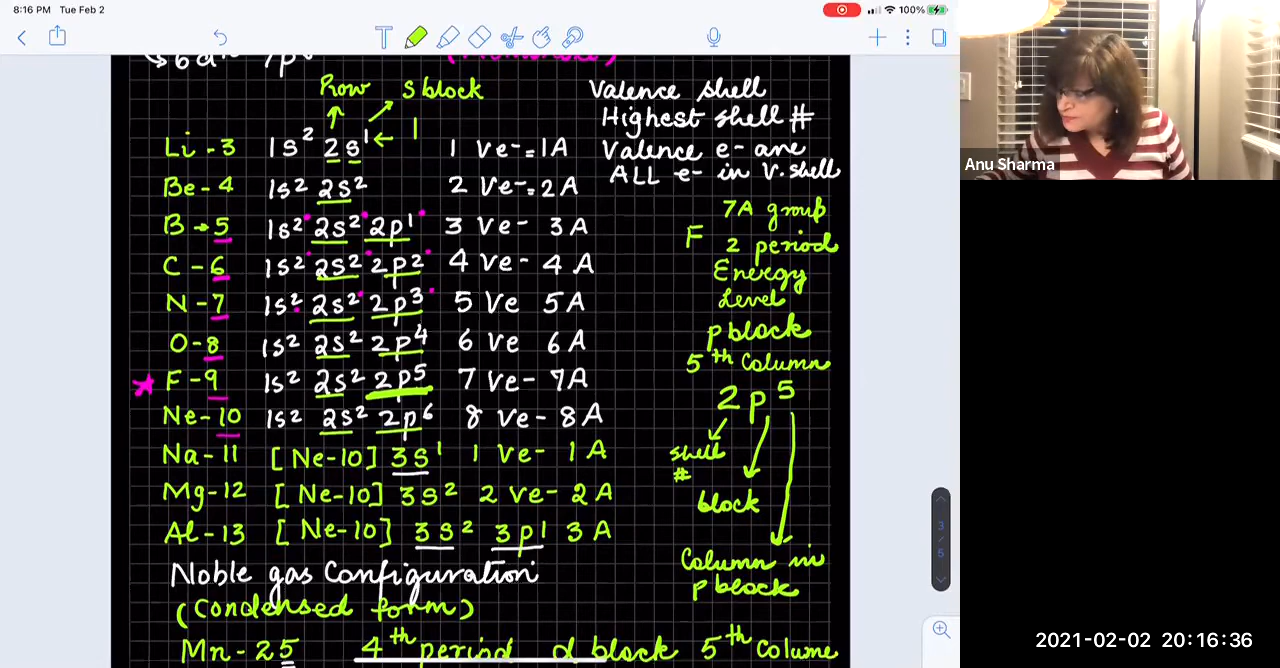 8:16 PM Tue Feb 2
100%
Row s block
Valence shell
Highest shell #
Valence e- are
ALL e- in v. shell
Li - 3 1s² 2s¹ ← 1 1 ve- = 1A
Be - 4 1s² 2s² 2 ve- = 2A
B → 5 1s² 2s² 2p¹ 3 ve- 3A
C - 6 1s² 2s² 2p² 4 ve- 4A
N - 7 1s² 2s² 2p³ 5 ve 5A
O - 8 1s² 2s² 2p⁴ 6 ve 6A
F - 9 1s² 2s² 2p⁵ 7 ve- 7A
Ne - 10 1s² 2s² 2p⁶ 8 ve- 8A
Na - 11 [Ne-10] 3s¹ 1 ve- 1A
Mg - 12 [Ne-10] 3s² 2 ve- 2A
Al - 13 [Ne-10] 3s² 3p¹ 3A
7A group
F 2 period
Energy
Level
p block
5th Column
2p5
shell
#
block
Column in
p block
Noble gas Configuration
(Condensed form)
Mn - 25 4th period d block 5th column
3
/
5
Anu Sharma
2021-02-02 20:16:36